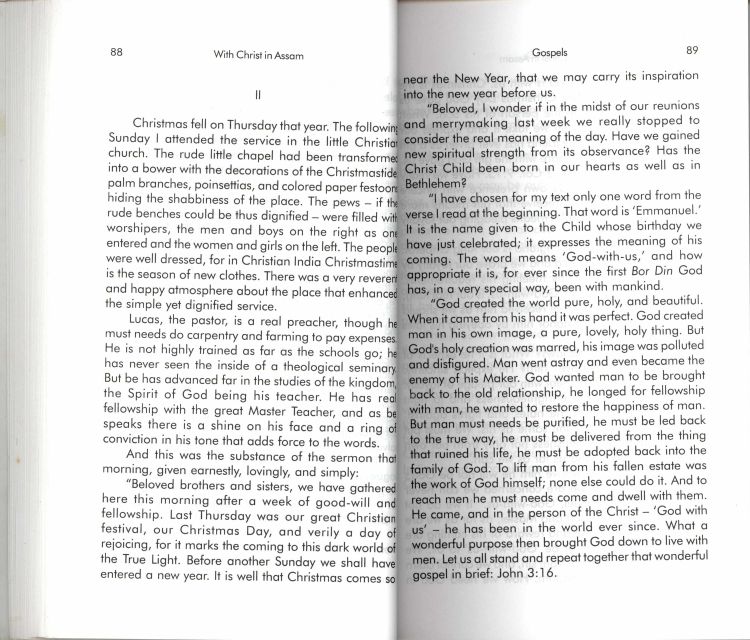 88
With Christ in Assam
II
Christmas fell on Thursday that year. The following
Sunday I attended the service in the little Christian
church. The rude little chapel had been transformed
into a bower with the decorations of the Christmastide
palm branches, poinsettias, and colored paper festoons
hiding the shabbiness of the place. The pews – if the
rude benches could be thus dignified – were filled with
worshipers, the men and boys on the right as one
entered and the women and girls on the left. The people
were well dressed, for in Christian India Christmastime
is the season of new clothes. There was a very reverent
and happy atmosphere about the place that enhanced
the simple yet dignified service.
Lucas, the pastor, is a real preacher, though he
must needs do carpentry and farming to pay expenses.
He is not highly trained as far as the schools go; he
has never seen the inside of a theological seminary.
But be has advanced far in the studies of the kingdom,
the Spirit of God being his teacher. He has real
fellowship with the great Master Teacher, and as be
speaks there is a shine on his face and a ring of
conviction in his tone that adds force to the words.
And this was the substance of the sermon that
morning, given earnestly, lovingly, and simply:
"Beloved brothers and sisters, we have gathered
here this morning after a week of good-will and
fellowship. Last Thursday was our great Christian
festival, our Christmas Day, and verily a day of
rejoicing, for it marks the coming to this dark world of
the True Light. Before another Sunday we shall have
entered a new year. It is well that Christmas comes so
Gospels
89
near the New Year, that we may carry its inspiration
into the new year before us.
"Beloved, I wonder if in the midst of our reunions
and merrymaking last week we really stopped to
consider the real meaning of the day. Have we gained
new spiritual strength from its observance? Has the
Christ Child been born in our hearts as well as in
Bethlehem?
"I have chosen for my text only one word from the
verse I read at the beginning. That word is 'Emmanuel.'
It is the name given to the Child whose birthday we
have just celebrated; it expresses the meaning of his
coming. The word means 'God-with-us,' and how
appropriate it is, for ever since the first Bor Din God
has, in a very special way, been with mankind.
"God created the world pure, holy, and beautiful.
When it came from his hand it was perfect. God created
man in his own image, a pure, lovely, holy thing. But
God's holy creation was marred, his image was polluted
and disfigured. Man went astray and even became the
enemy of his Maker. God wanted man to be brought
back to the old relationship, he longed for fellowship
with man, he wanted to restore the happiness of man.
But man must needs be purified, he must be led back
to the true way, he must be delivered from the thing
that ruined his life, he must be adopted back into the
family of God. To lift man from his fallen estate was
the work of God himself; none else could do it. And to
reach men he must needs come and dwell with them.
He came, and in the person of the Christ – 'God with
us' – he has been in the world ever since. What a
wonderful purpose then brought God down to live with
men. Let us all stand and repeat together that wonderful
gospel in brief: John 3:16.